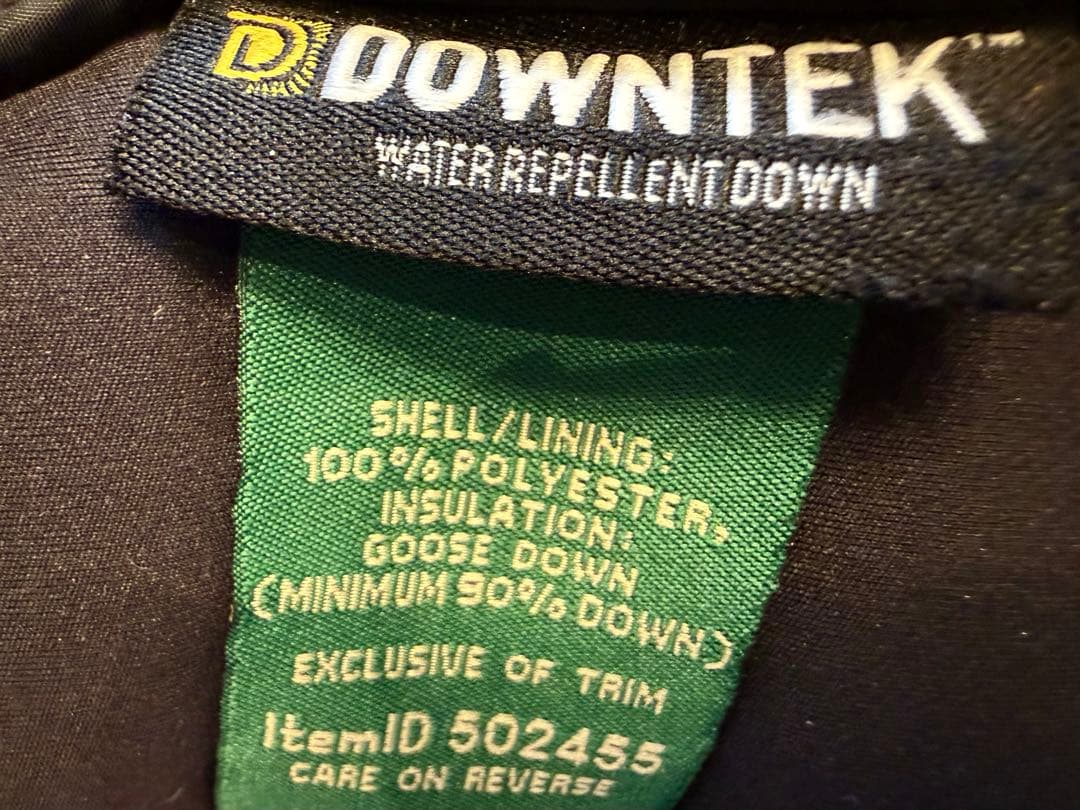 DOWNTEK™
WATER REPELLENT DOWN
SHELL/LINING:
100% POLYESTER,
INSULATION:
GOOSE DOWN
(MINIMUM 90% DOWN)
EXCLUSIVE OF TRIM
ItemID 502455
CARE ON REVERSE